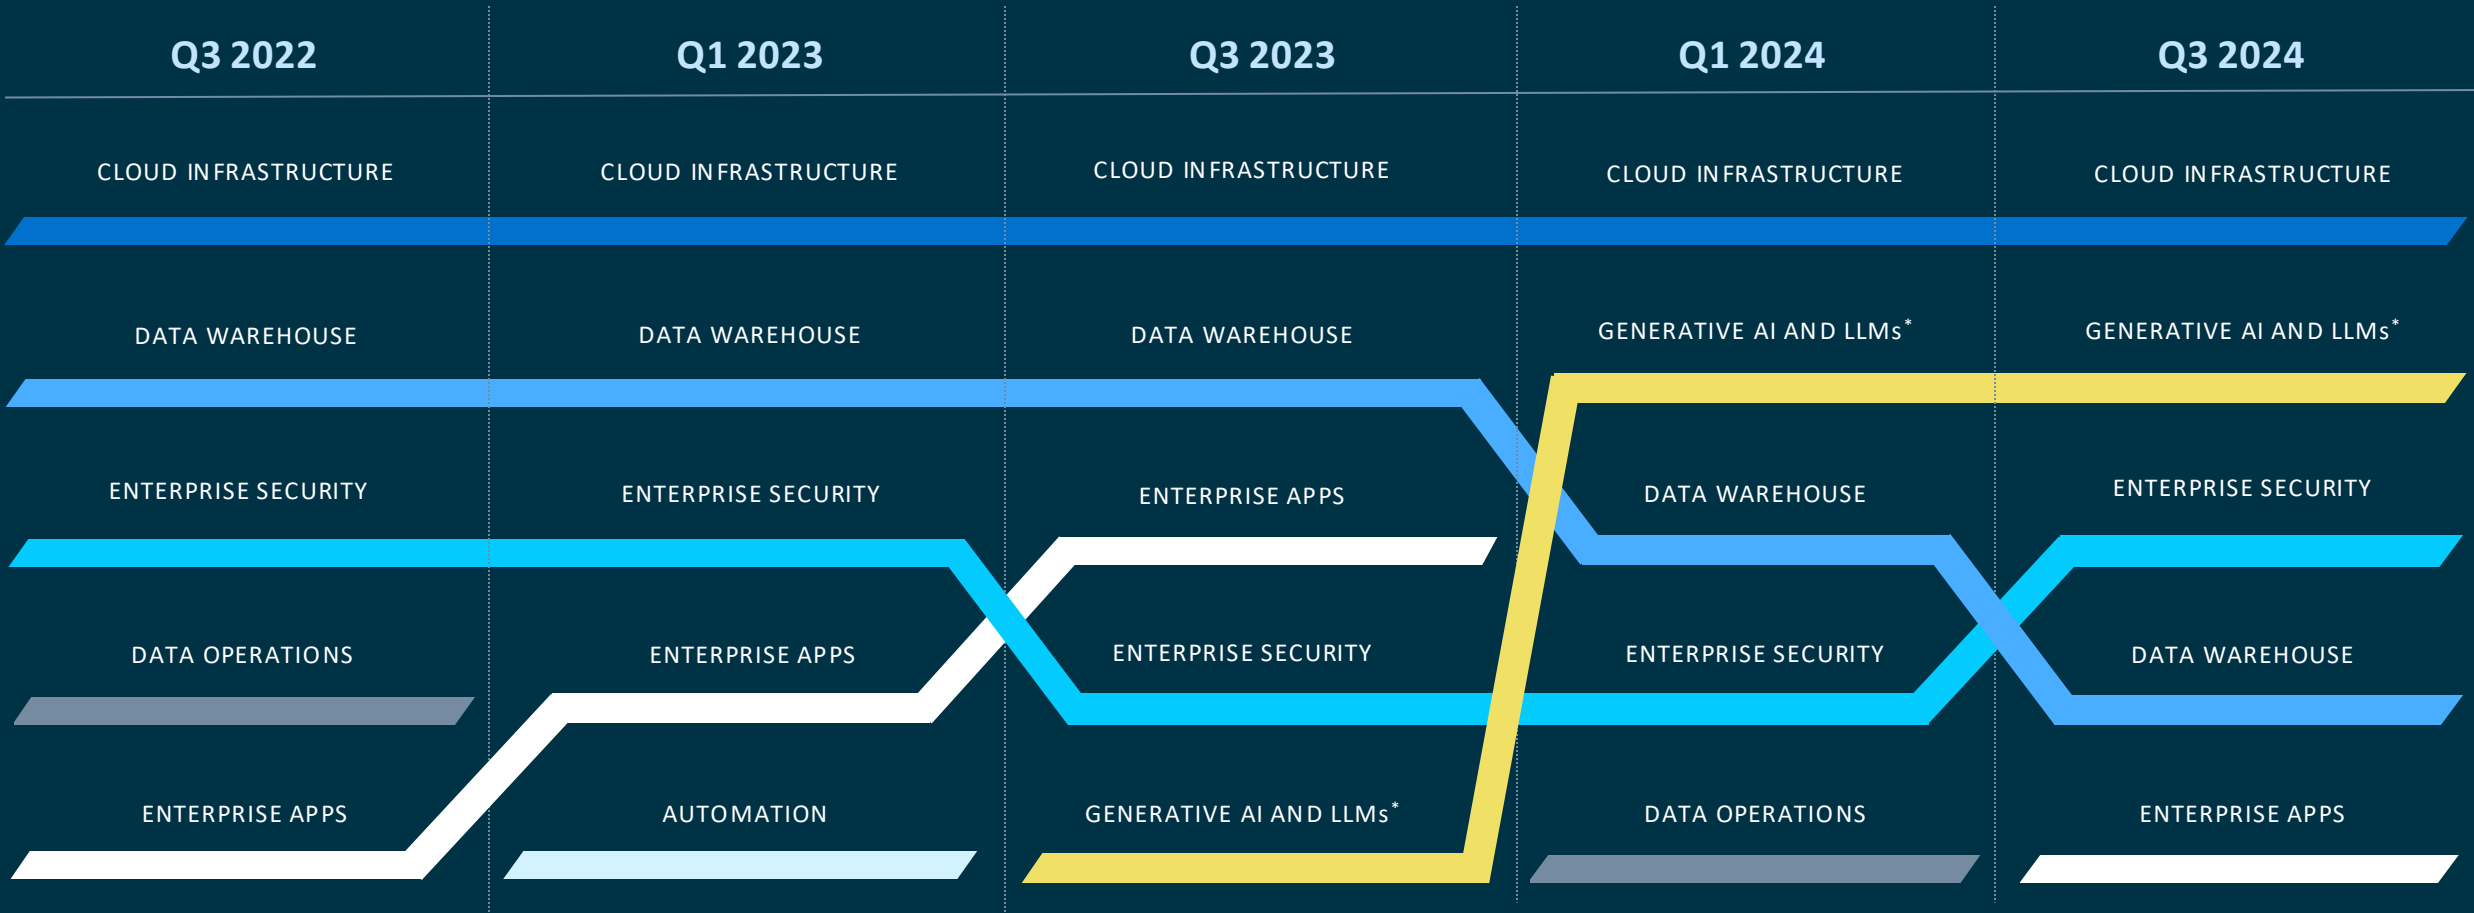 Q3 2022
Q1 2023
Q3 2023
Q1 2024
Q3 2024
CLOUD INFRASTRUCTURE
CLOUD INFRASTRUCTURE
CLOUD INFRASTRUCTURE
CLOUD INFRASTRUCTURE
CLOUD INFRASTRUCTURE
DATA WAREHOUSE
DATA WAREHOUSE
DATA WAREHOUSE
GENERATIVE AI AND LLMs*
GENERATIVE AI AND LLMs*
ENTERPRISE SECURITY
ENTERPRISE SECURITY
ENTERPRISE APPS
DATA WAREHOUSE
ENTERPRISE SECURITY
DATA OPERATIONS
ENTERPRISE APPS
ENTERPRISE SECURITY
ENTERPRISE SECURITY
DATA WAREHOUSE
ENTERPRISE APPS
AUTOMATION
GENERATIVE AI AND LLMs*
DATA OPERATIONS
ENTERPRISE APPS